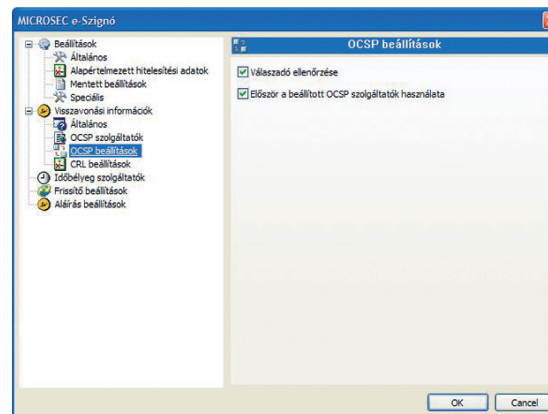 MICROSEC e-Szignó
Beállítások
Általános
Alapértelmezett hitelesítési adatok
Mentett beállítások
Speciális
Visszavonási információk
Általános
OCSP szolgáltatók
OCSP beállítások
CRL beállítások
Időbélyeg szolgáltatók
Frissítő beállítások
Aláírás beállítások
OCSP beállítások
Válaszadó ellenőrzése
Először a beállított OCSP szolgáltatók használata
OK
Cancel